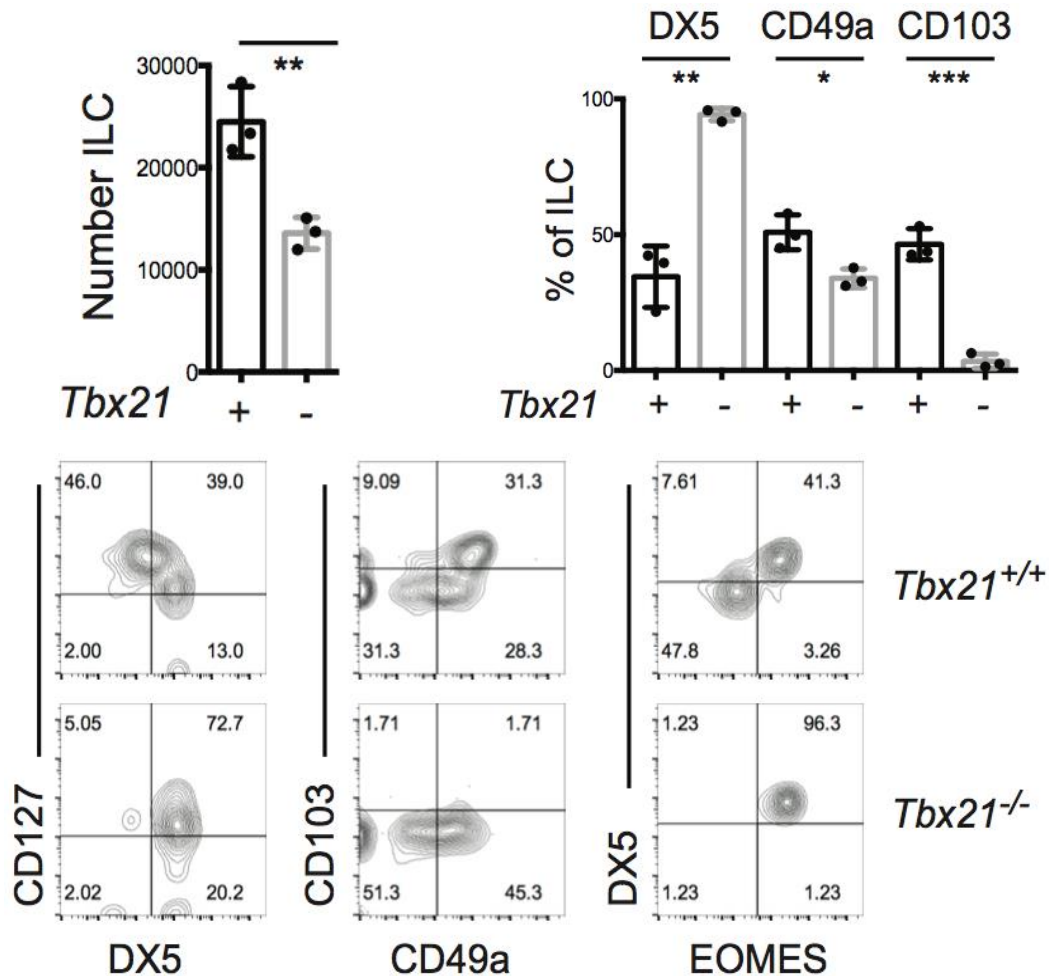 DX5 CD49a CD103
**
** * ***
30000
20000
10000
0
Number ILC
100
50
0
% of ILC
Tbx21 + -
Tbx21 + - + - + -
46.0 39.0
2.00 13.0
9.09 31.3
31.3 28.3
7.61 41.3
47.8 3.26
Tbx21+/+
5.05 72.7
2.02 20.2
1.71 1.71
51.3 45.3
1.23 96.3
1.23 1.23
Tbx21-/-
CD127
CD103
DX5
DX5 CD49a EOMES